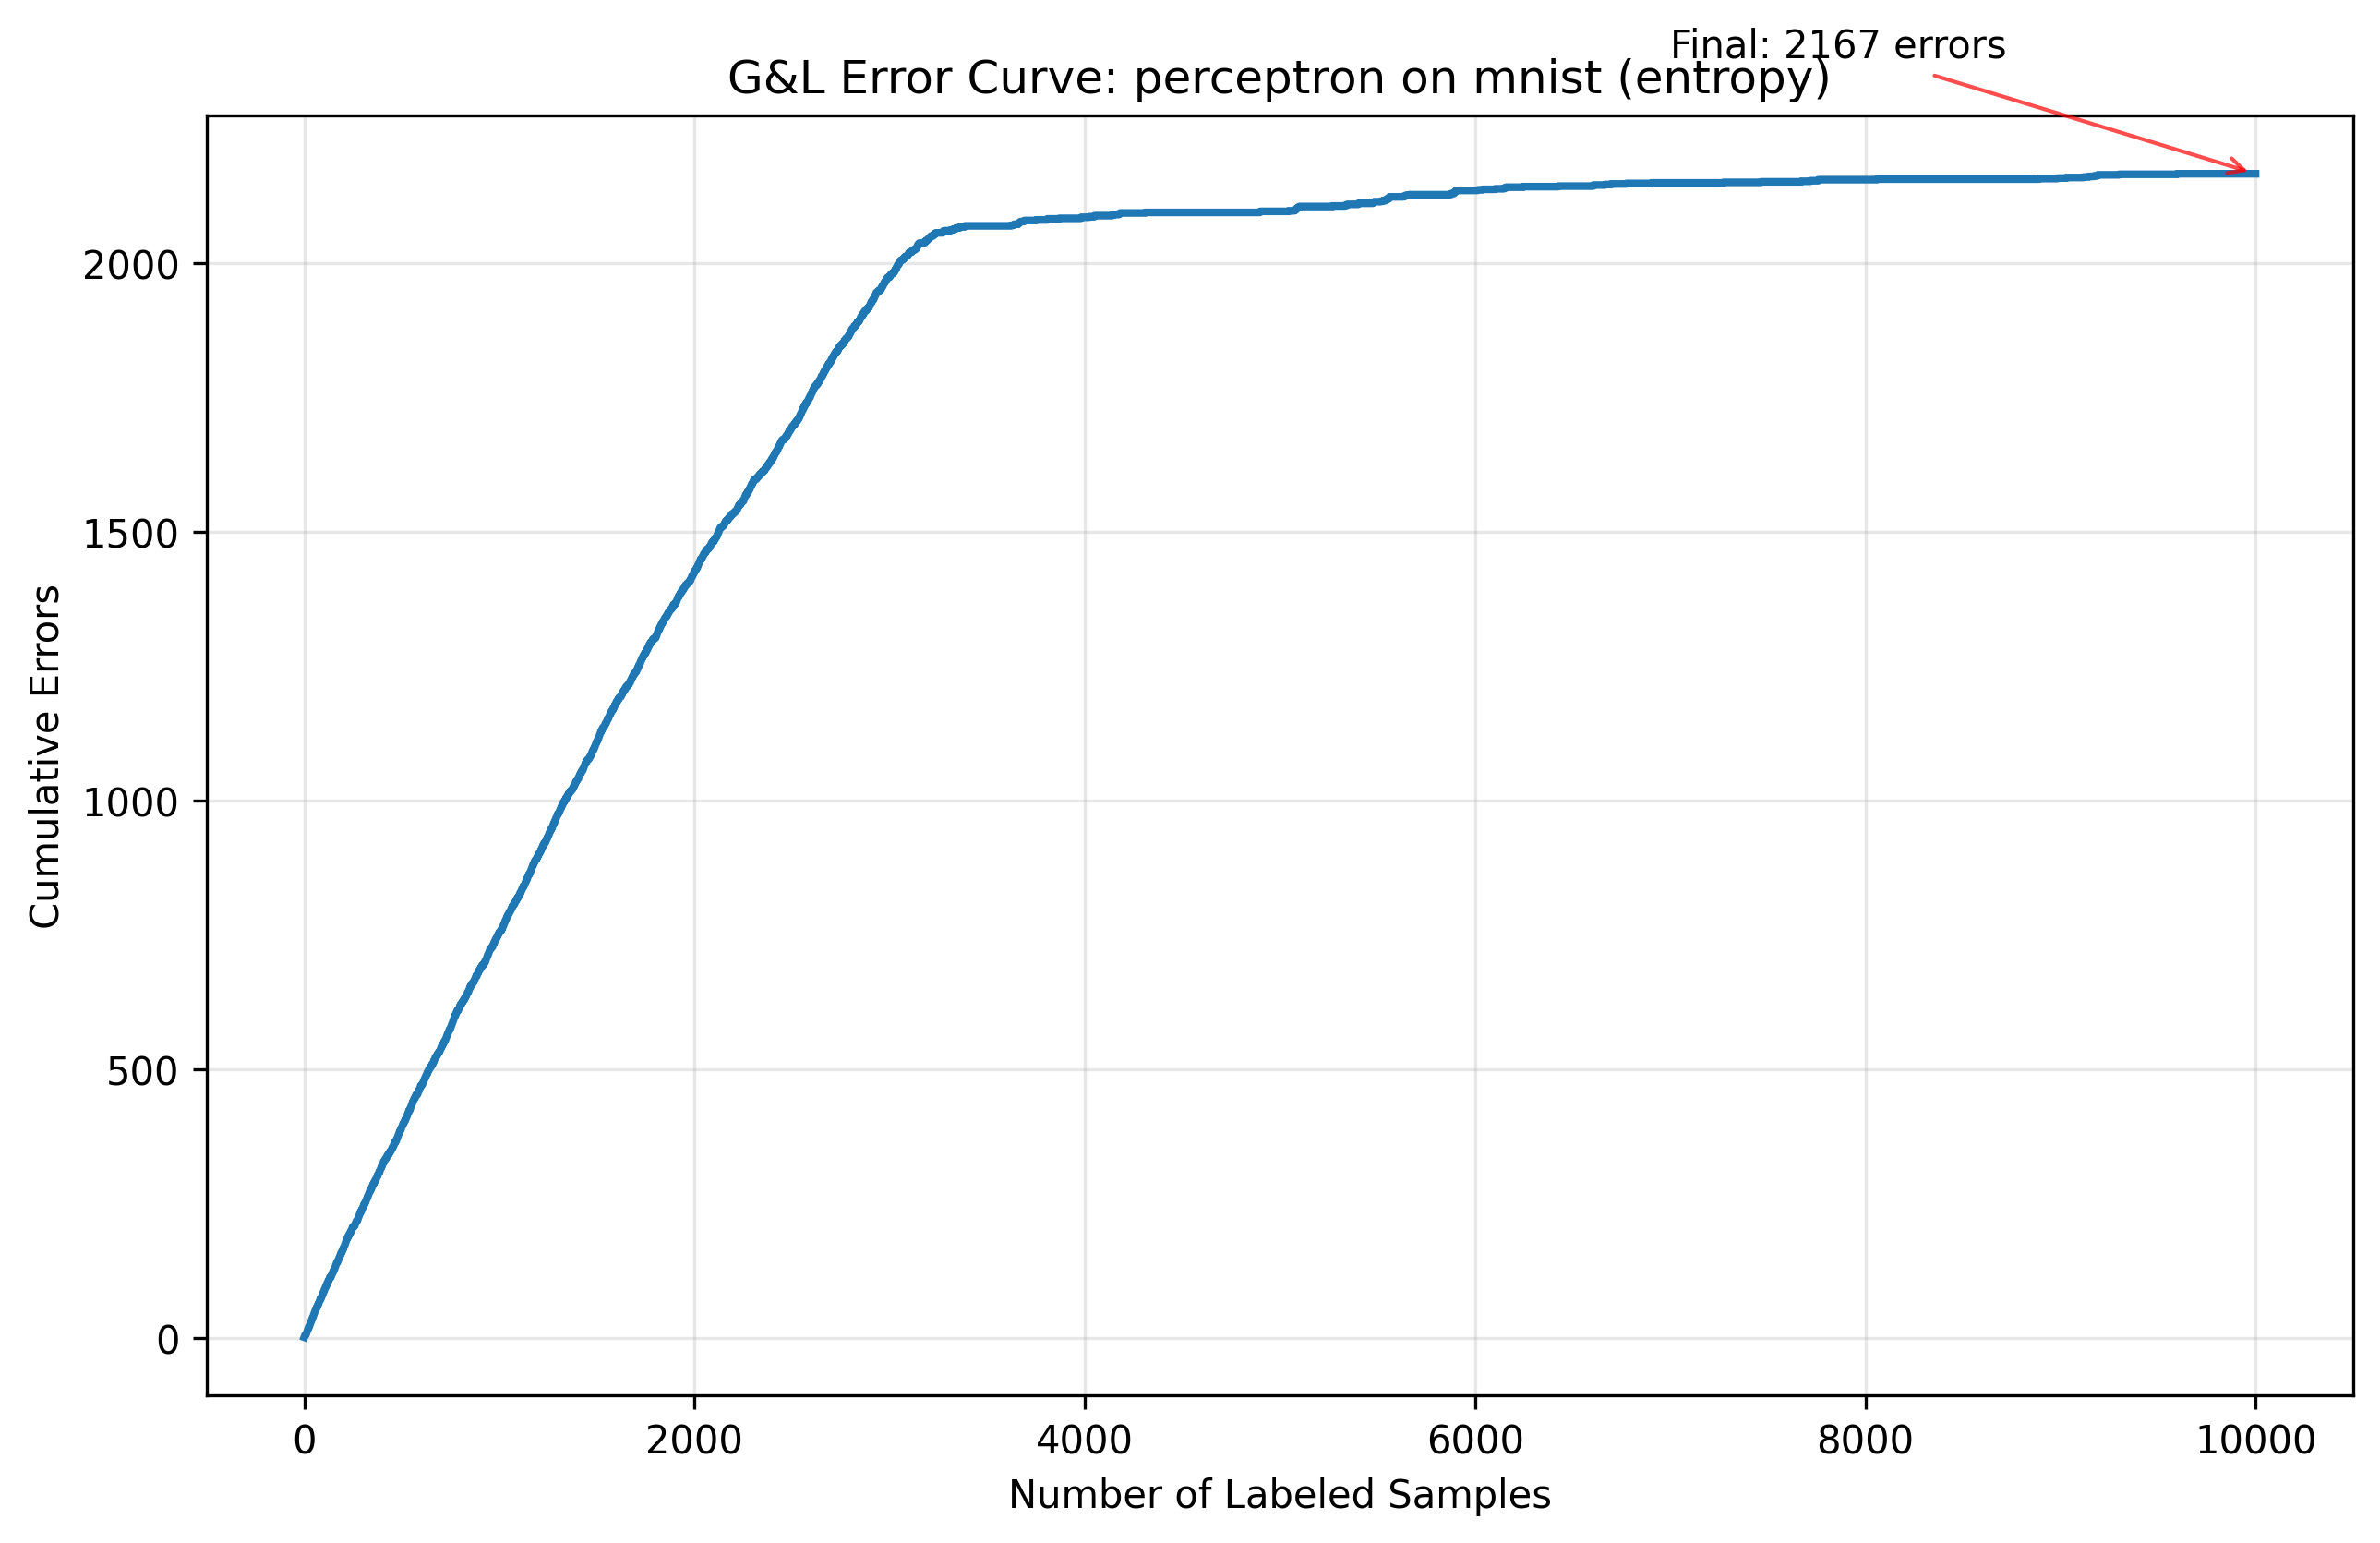 Final: 2167 errors
G&L Error Curve: perceptron on mnist (entropy)
Cumulative Errors
2000
1500
1000
500
0
0 2000 4000 6000 8000 10000
Number of Labeled Samples